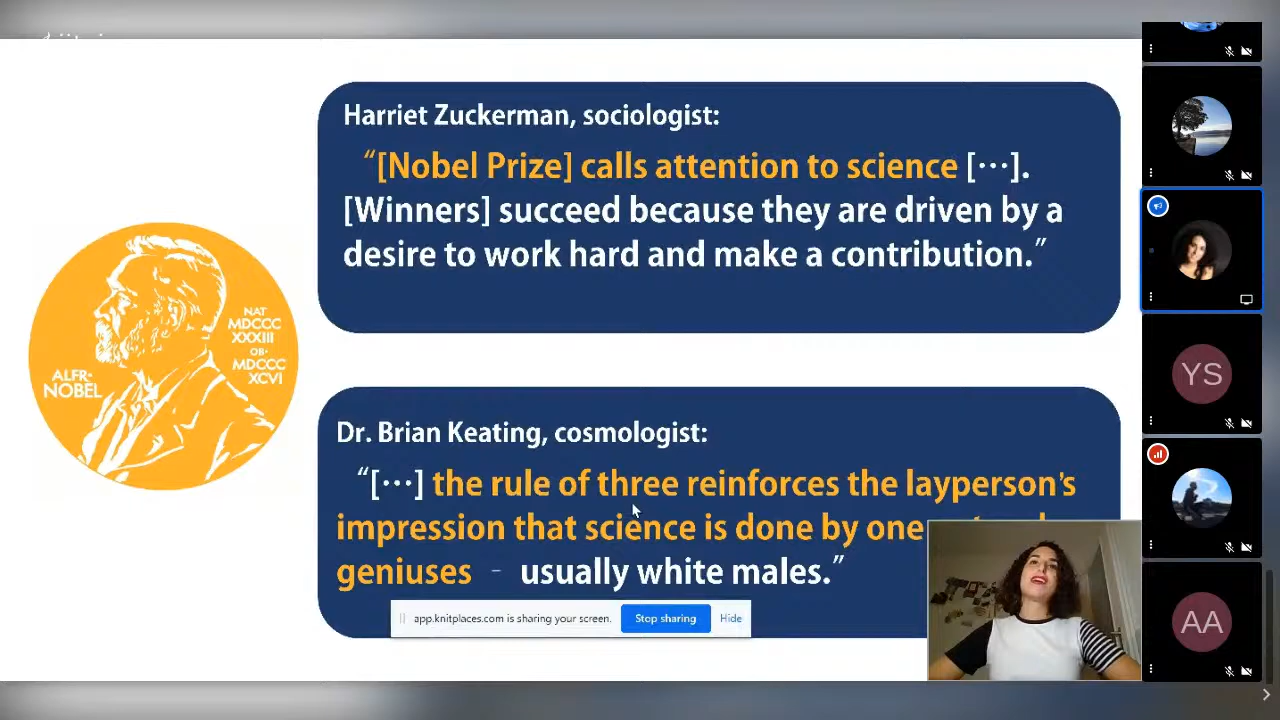 Harriet Zuckerman, sociologist:
“[Nobel Prize] calls attention to science […].
[Winners] succeed because they are driven by a
desire to work hard and make a contribution.”
NAT
MDCCC
XXXIII
OB·
MDCCC
XCVI
ALFR·
NOBEL
Dr. Brian Keating, cosmologist:
“[…] the rule of three reinforces the layperson's
impression that science is done by one
geniuses - usually white males.”
app.knitplaces.com is sharing your screen.
Stop sharing
Hide
YS
AA